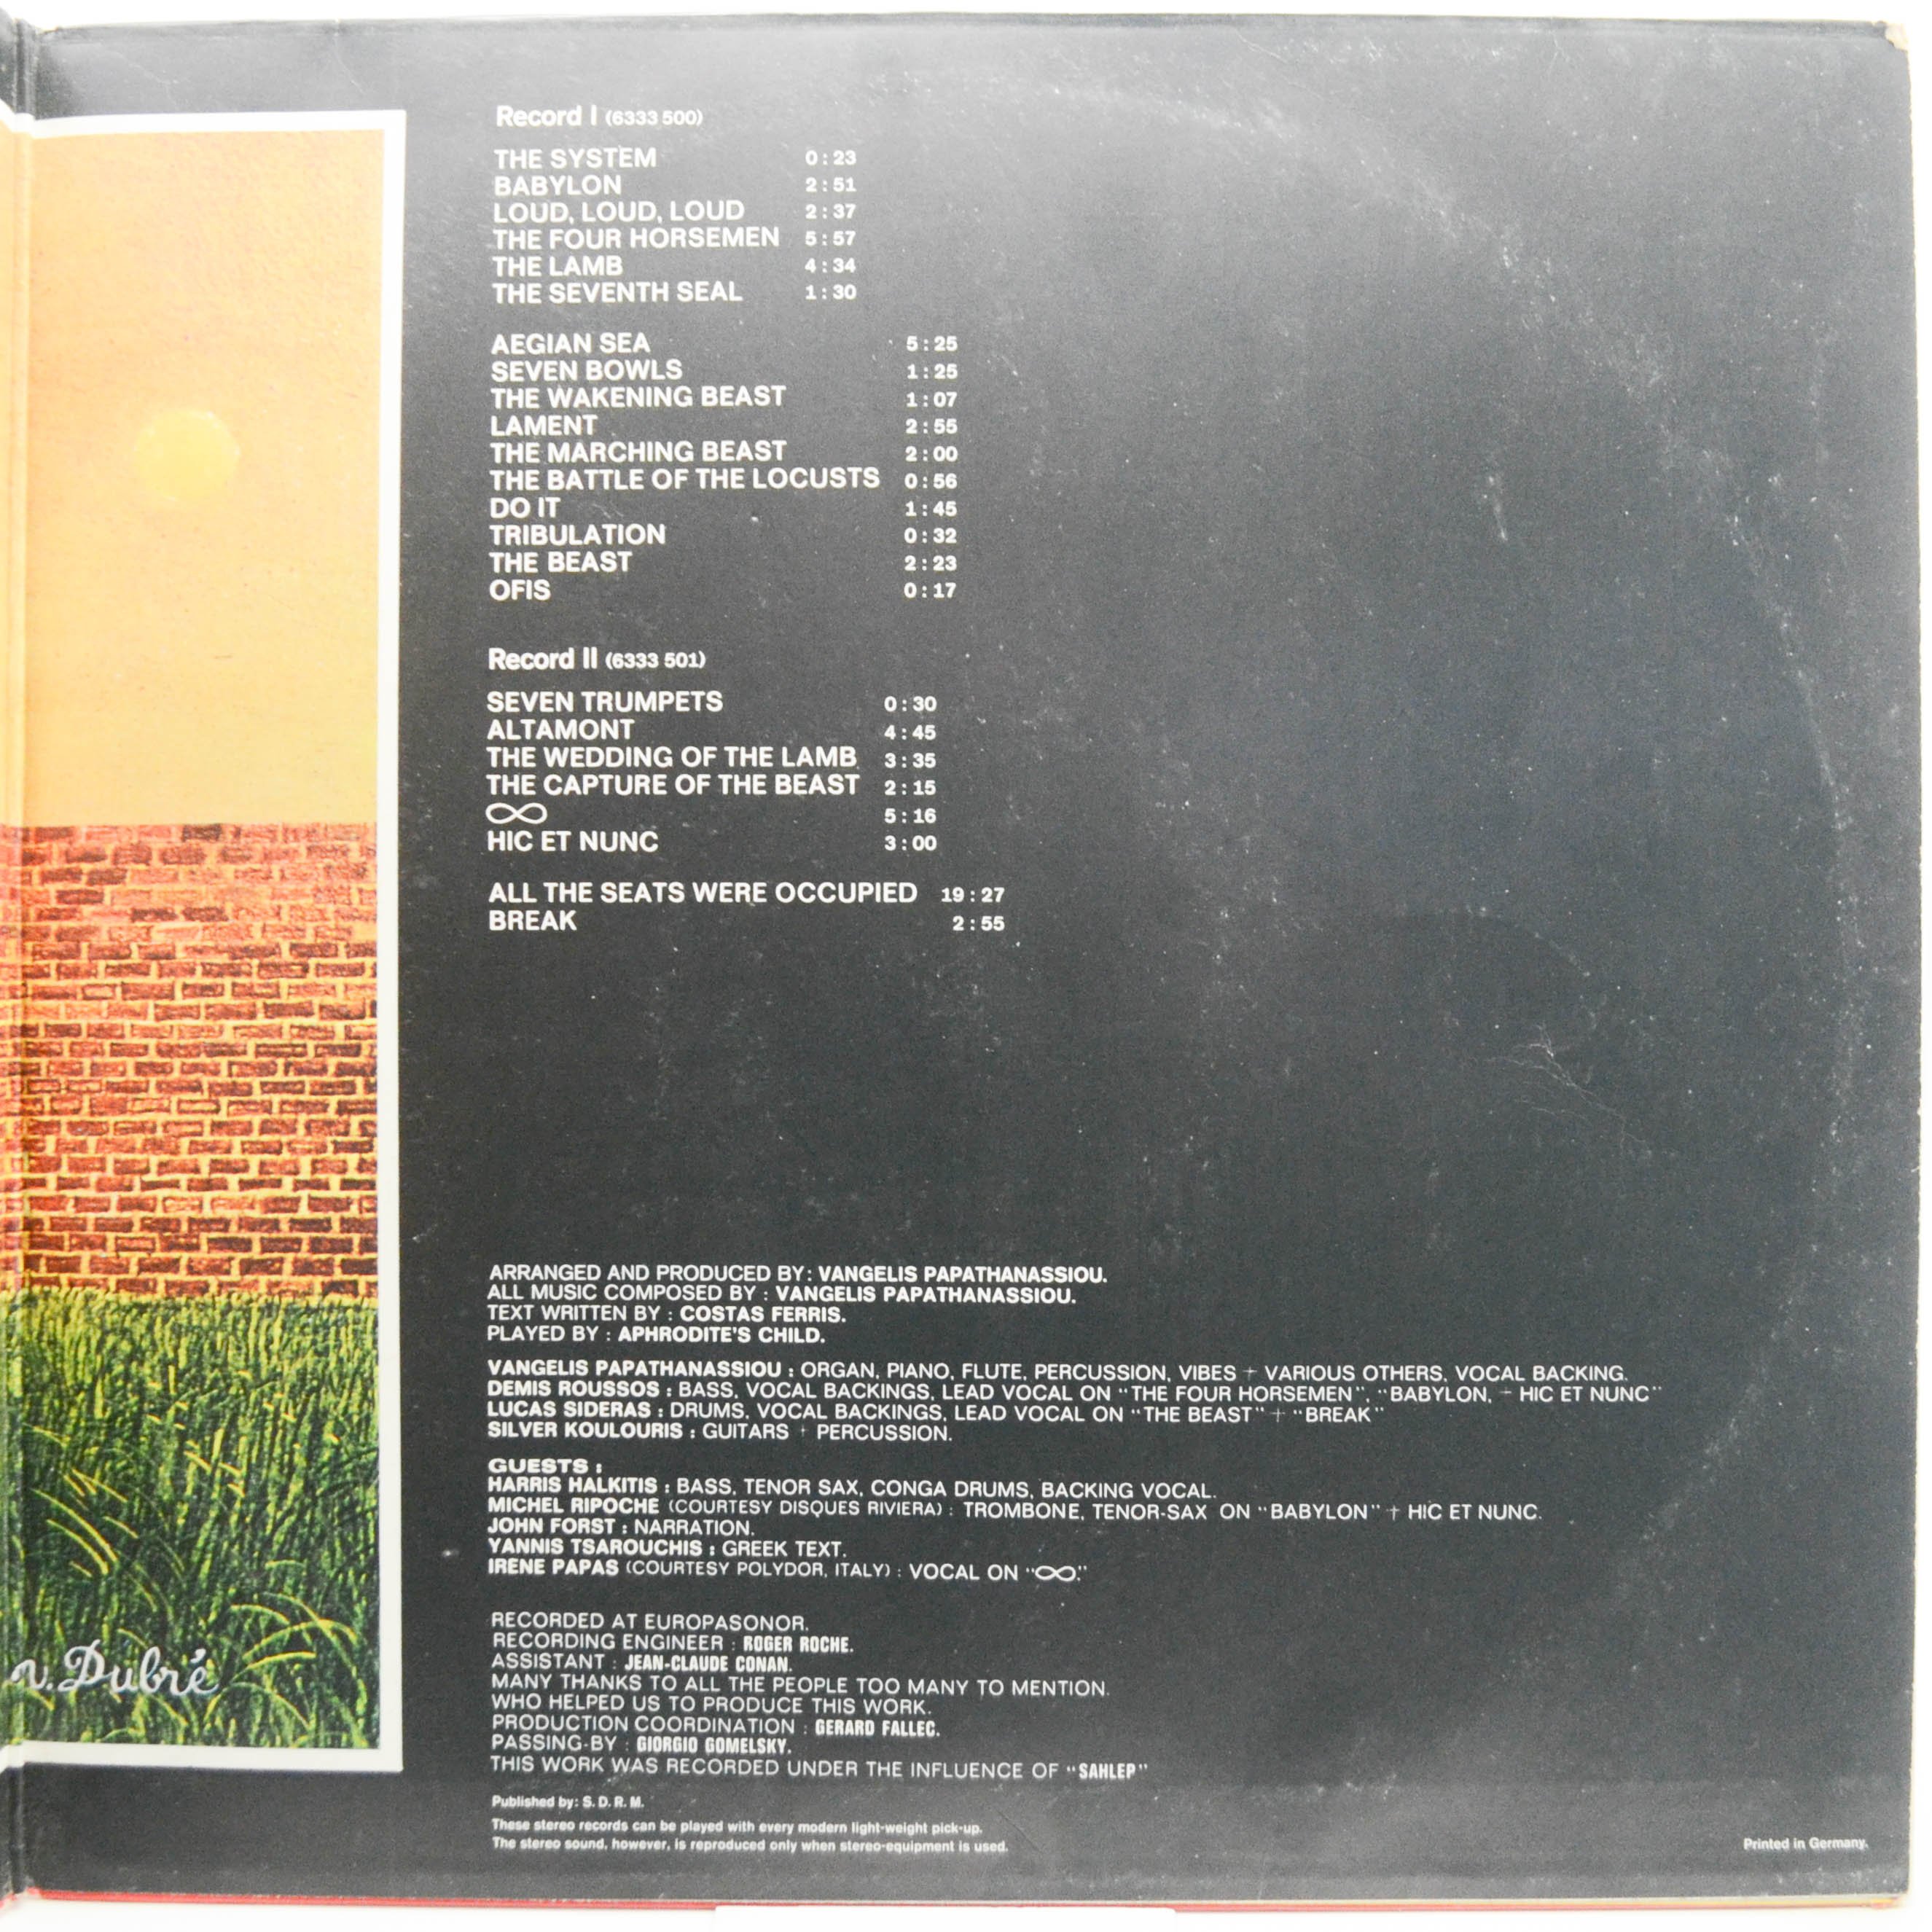 Record I (6333 500)
THE SYSTEM 0:23
BABYLON 2:51
LOUD, LOUD, LOUD 2:37
THE FOUR HORSEMEN 5:57
THE LAMB 4:34
THE SEVENTH SEAL 1:30
AEGIAN SEA 5:25
SEVEN BOWLS 1:25
THE WAKENING BEAST 1:07
LAMENT 2:55
THE MARCHING BEAST 2:00
THE BATTLE OF THE LOCUSTS 0:56
DO IT 1:45
TRIBULATION 0:32
THE BEAST 2:23
OFIS 0:17
Record II (6333 501)
SEVEN TRUMPETS 0:30
ALTAMONT 4:45
THE WEDDING OF THE LAMB 3:35
THE CAPTURE OF THE BEAST 2:15
∞ 5:16
HIC ET NUNC 3:00
ALL THE SEATS WERE OCCUPIED 19:27
BREAK 2:55
ARRANGED AND PRODUCED BY: VANGELIS PAPATHANASSIOU.
ALL MUSIC COMPOSED BY : VANGELIS PAPATHANASSIOU.
TEXT WRITTEN BY : COSTAS FERRIS.
PLAYED BY : APHRODITE'S CHILD.
VANGELIS PAPATHANASSIOU : ORGAN, PIANO, FLUTE, PERCUSSION, VIBES + VARIOUS OTHERS, VOCAL BACKING.
DEMIS ROUSSOS : BASS, VOCAL BACKINGS, LEAD VOCAL ON "THE FOUR HORSEMEN", "BABYLON, + HIC ET NUNC"
LUCAS SIDERAS : DRUMS, VOCAL BACKINGS, LEAD VOCAL ON "THE BEAST" + "BREAK"
SILVER KOULOURIS : GUITARS + PERCUSSION.
GUESTS :
HARRIS HALKITIS : BASS, TENOR SAX, CONGA DRUMS, BACKING VOCAL.
MICHEL RIPOCHE (COURTESY DISQUES RIVIERA) : TROMBONE, TENOR-SAX ON "BABYLON" + HIC ET NUNC.
JOHN FORST : NARRATION.
YANNIS TSAROUCHIS : GREEK TEXT.
IRENE PAPAS (COURTESY POLYDOR, ITALY) : VOCAL ON "∞."
RECORDED AT EUROPASONOR.
RECORDING ENGINEER : ROGER ROCHE.
ASSISTANT : JEAN-CLAUDE CONAN.
MANY THANKS TO ALL THE PEOPLE TOO MANY TO MENTION.
WHO HELPED US TO PRODUCE THIS WORK.
PRODUCTION COORDINATION : GERARD FALLEC.
PASSING-BY : GIORGIO GOMELSKY.
THIS WORK WAS RECORDED UNDER THE INFLUENCE OF "SAHLEP"
Published by: S. D. R. M.
These stereo records can be played with every modern light-weight pick-up.
The stereo sound, however, is reproduced only when stereo-equipment is used.
Printed in Germany.
v. Dubré